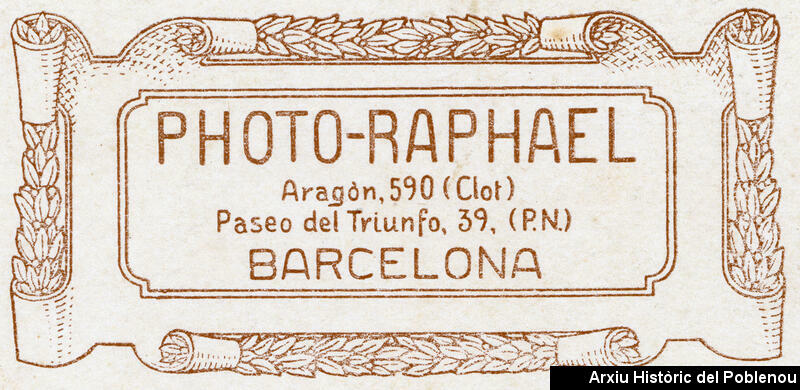 PHOTO-RAPHAEL
Aragòn, 590 (Clot)
Paseo del Triunfo, 39, (P.N.)
BARCELONA
Arxiu Històric del Poblenou